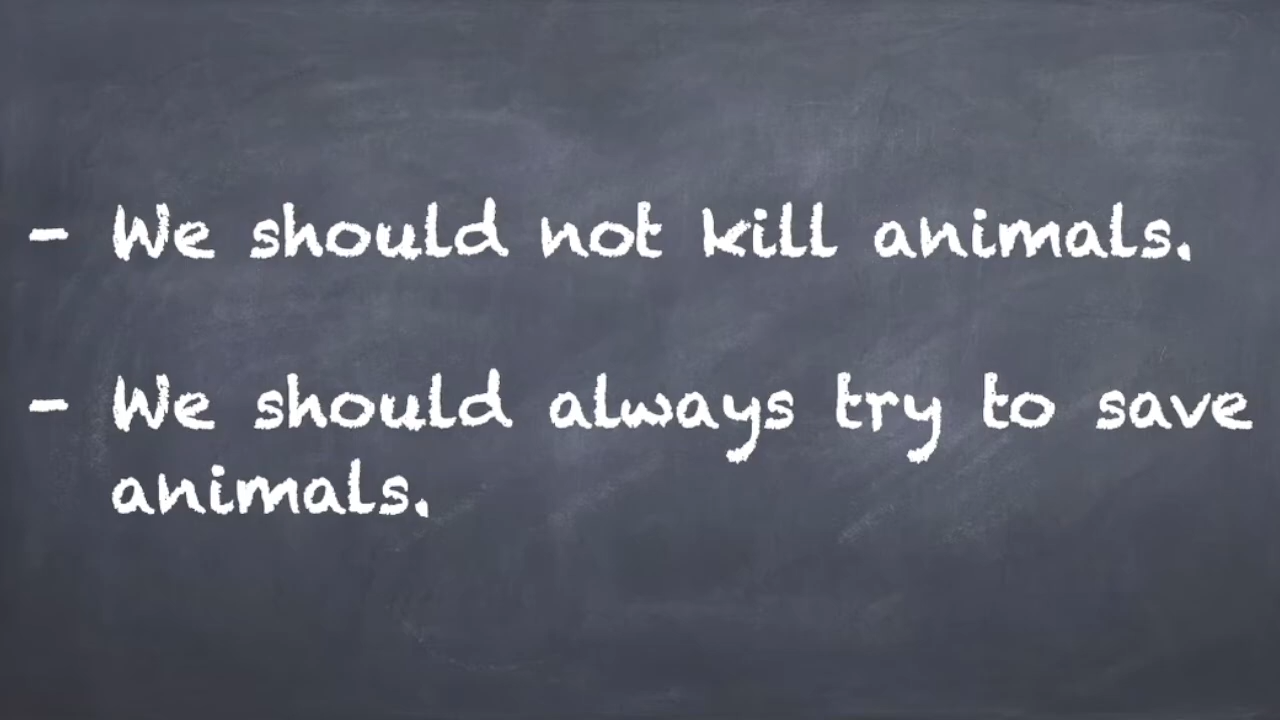 - We should not kill animals.
- We should always try to save
animals.